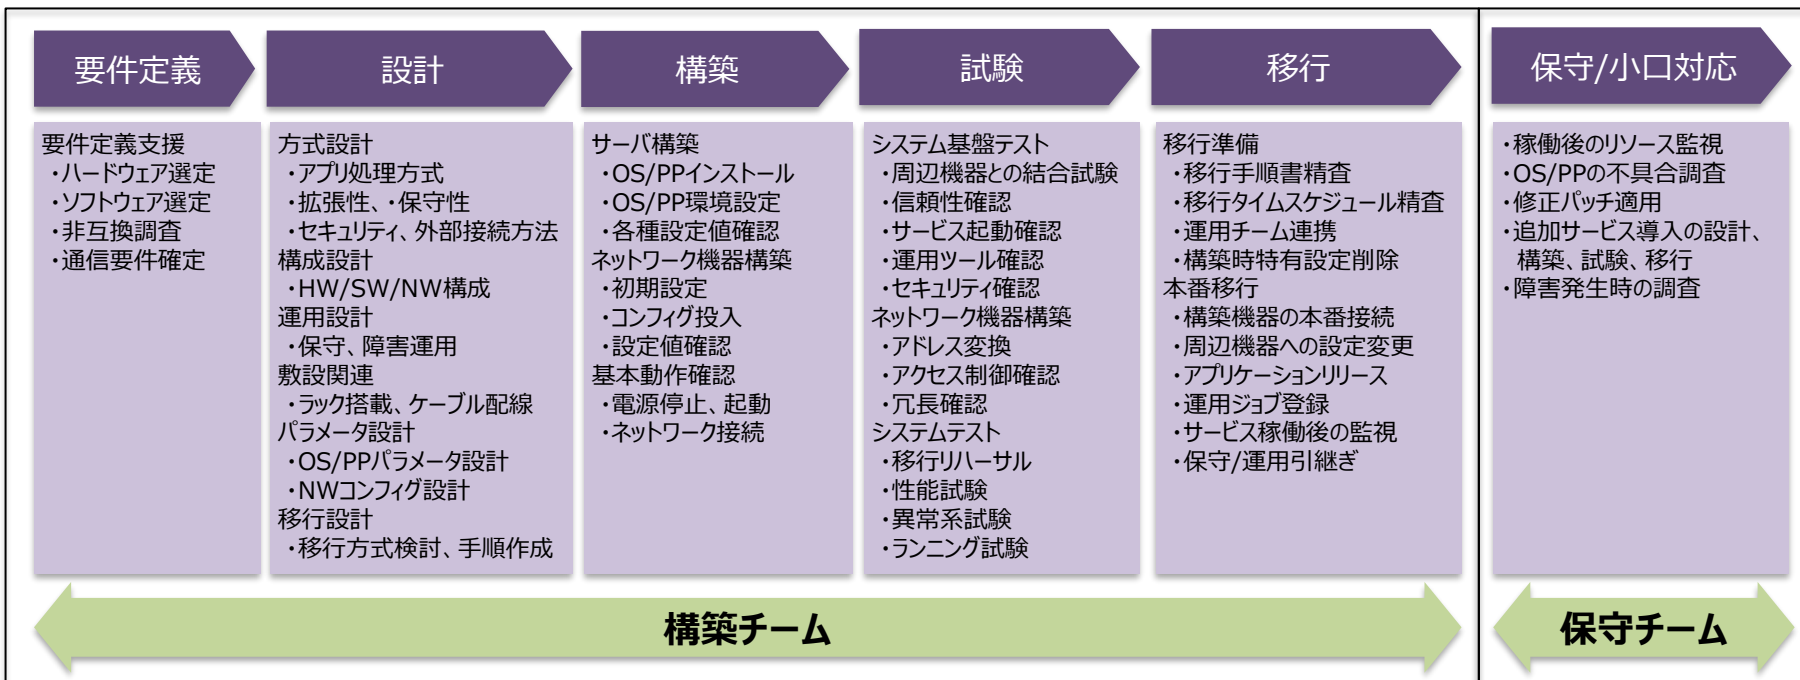 要件定義
設計
構築
試験
移行
保守/小口対応
要件定義支援
・ハードウェア選定
・ソフトウェア選定
・非互換調査
・通信要件確定
方式設計
・アプリ処理方式
・拡張性、・保守性
・セキュリティ、外部接続方法
構成設計
・HW/SW/NW構成
運用設計
・保守、障害運用
敷設関連
・ラック搭載、ケーブル配線
パラメータ設計
・OS/PPパラメータ設計
・NWコンフィグ設計
移行設計
・移行方式検討、手順作成
サーバ構築
・OS/PPインストール
・OS/PP環境設定
・各種設定値確認
ネットワーク機器構築
・初期設定
・コンフィグ投入
・設定値確認
基本動作確認
・電源停止、起動
・ネットワーク接続
システム基盤テスト
・周辺機器との結合試験
・信頼性確認
・サービス起動確認
・運用ツール確認
・セキュリティ確認
ネットワーク機器構築
・アドレス変換
・アクセス制御確認
・冗長確認
システムテスト
・移行リハーサル
・性能試験
・異常系試験
・ランニング試験
移行準備
・移行手順書精査
・移行タイムスケジュール精査
・運用チーム連携
・構築時特有設定削除
本番移行
・構築機器の本番接続
・周辺機器への設定変更
・アプリケーションリリース
・運用ジョブ登録
・サービス稼働後の監視
・保守/運用引継ぎ
・稼働後のリソース監視
・OS/PPの不具合調査
・修正パッチ適用
・追加サービス導入の設計、
構築、試験、移行
・障害発生時の調査
構築チーム
保守チーム